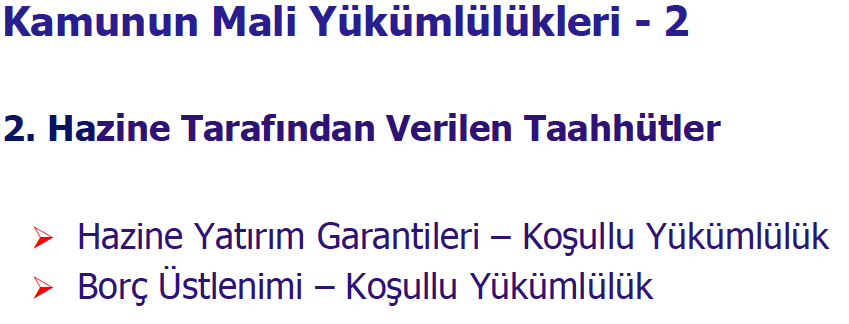 Kamunun Mali Yükümlülükleri - 2
2. Hazine Tarafından Verilen Taahhütler
➢ Hazine Yatırım Garantileri – Koşullu Yükümlülük
➢ Borç Üstlenimi – Koşullu Yükümlülük